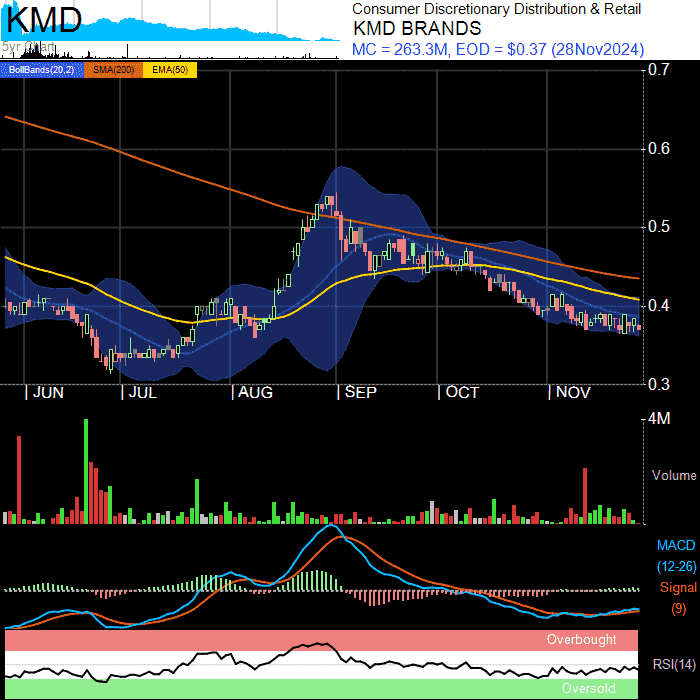 KMD
5yr Chart
Consumer Discretionary Distribution & Retail
KMD BRANDS
MC = 263.3M, EOD = $0.37 (28Nov2024)
BollBands(20,2) SMA(200) EMA(50)
0.7
0.6
0.5
0.4
0.3
JUN JUL AUG SEP OCT NOV
4M
Volume
MACD
(12-26)
Signal
(9)
Overbought
RSI(14)
Oversold